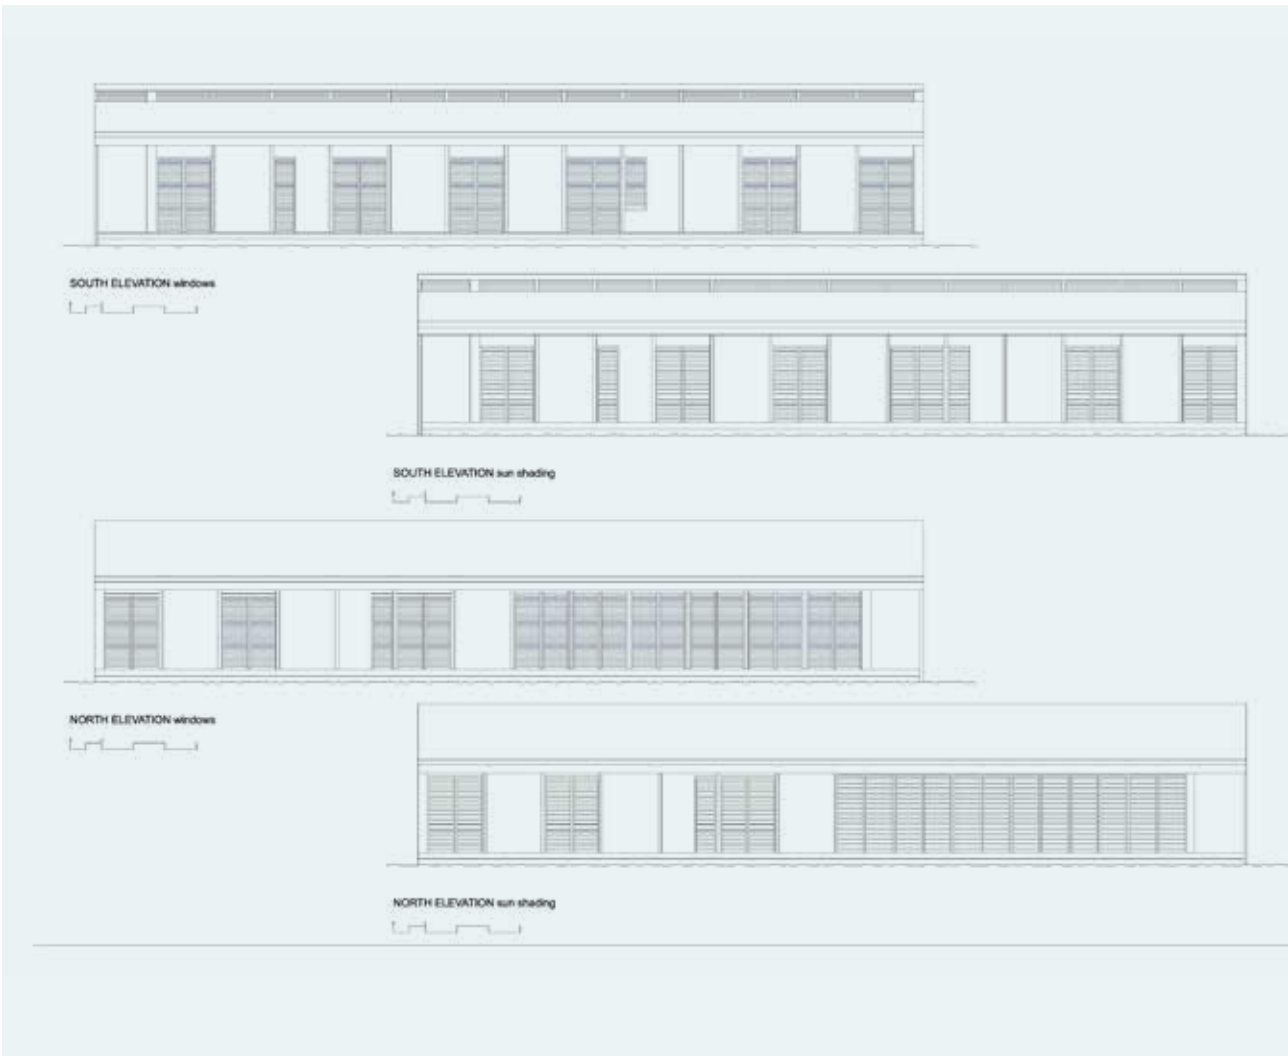 SOUTH ELEVATION windows
SOUTH ELEVATION sun shading
NORTH ELEVATION windows
NORTH ELEVATION sun shading